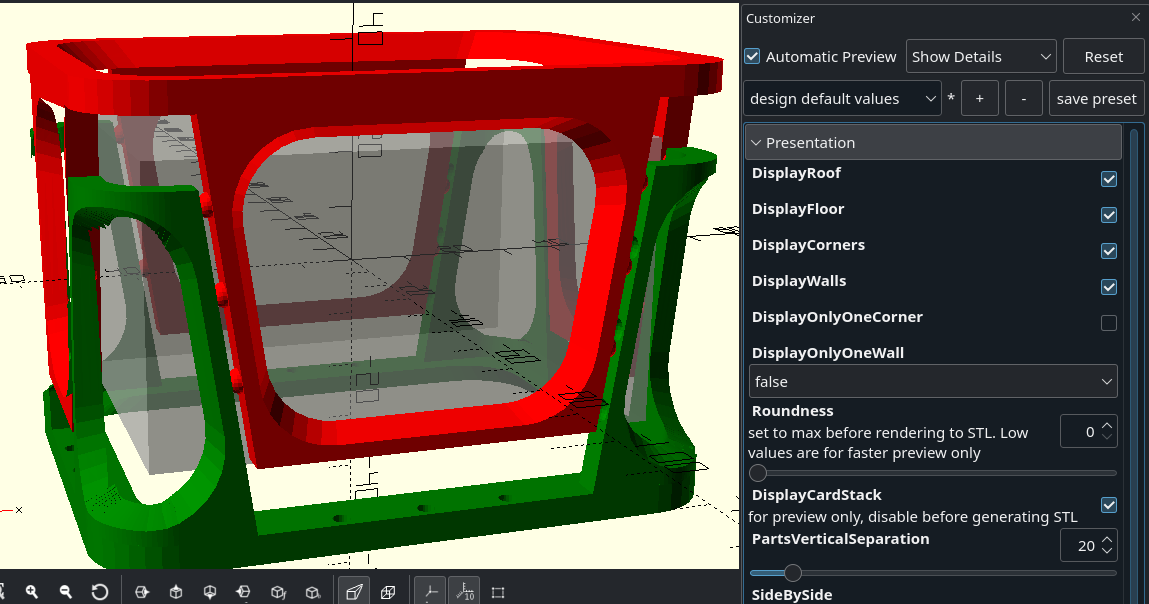 Customizer
Automatic Preview
Show Details
Reset
design default values
*
+
-
save preset
Presentation
DisplayRoof
DisplayFloor
DisplayCorners
DisplayWalls
DisplayOnlyOneCorner
DisplayOnlyOneWall
false
Roundness
set to max before rendering to STL. Low
values are for faster preview only
0
DisplayCardStack
for preview only, disable before generating STL
PartsVerticalSeparation
20
SideBySide
x
10